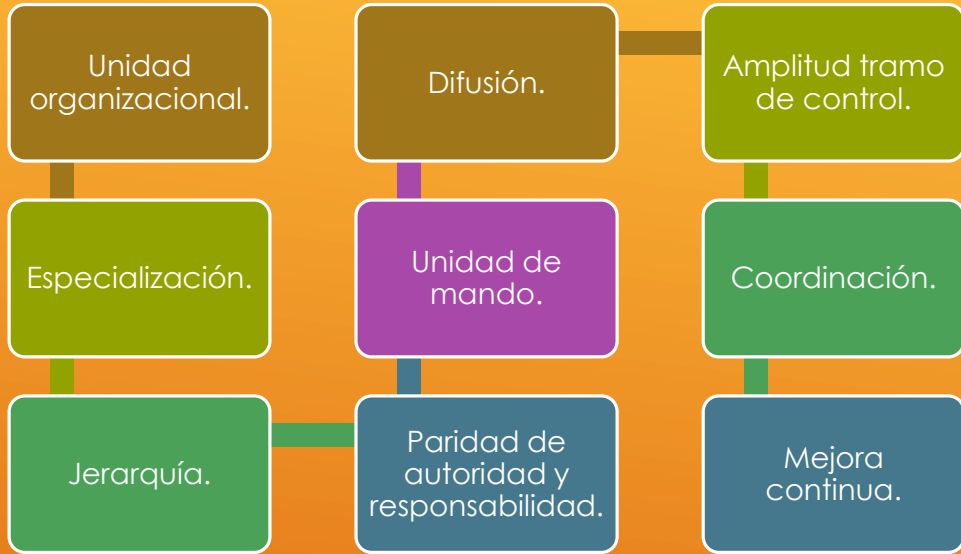 Unidad
organizacional.
Especialización.
Jerarquía.
Paridad de
autoridad y
responsabilidad.
Unidad de
mando.
Difusión.
Amplitud tramo
de control.
Coordinación.
Mejora
continua.